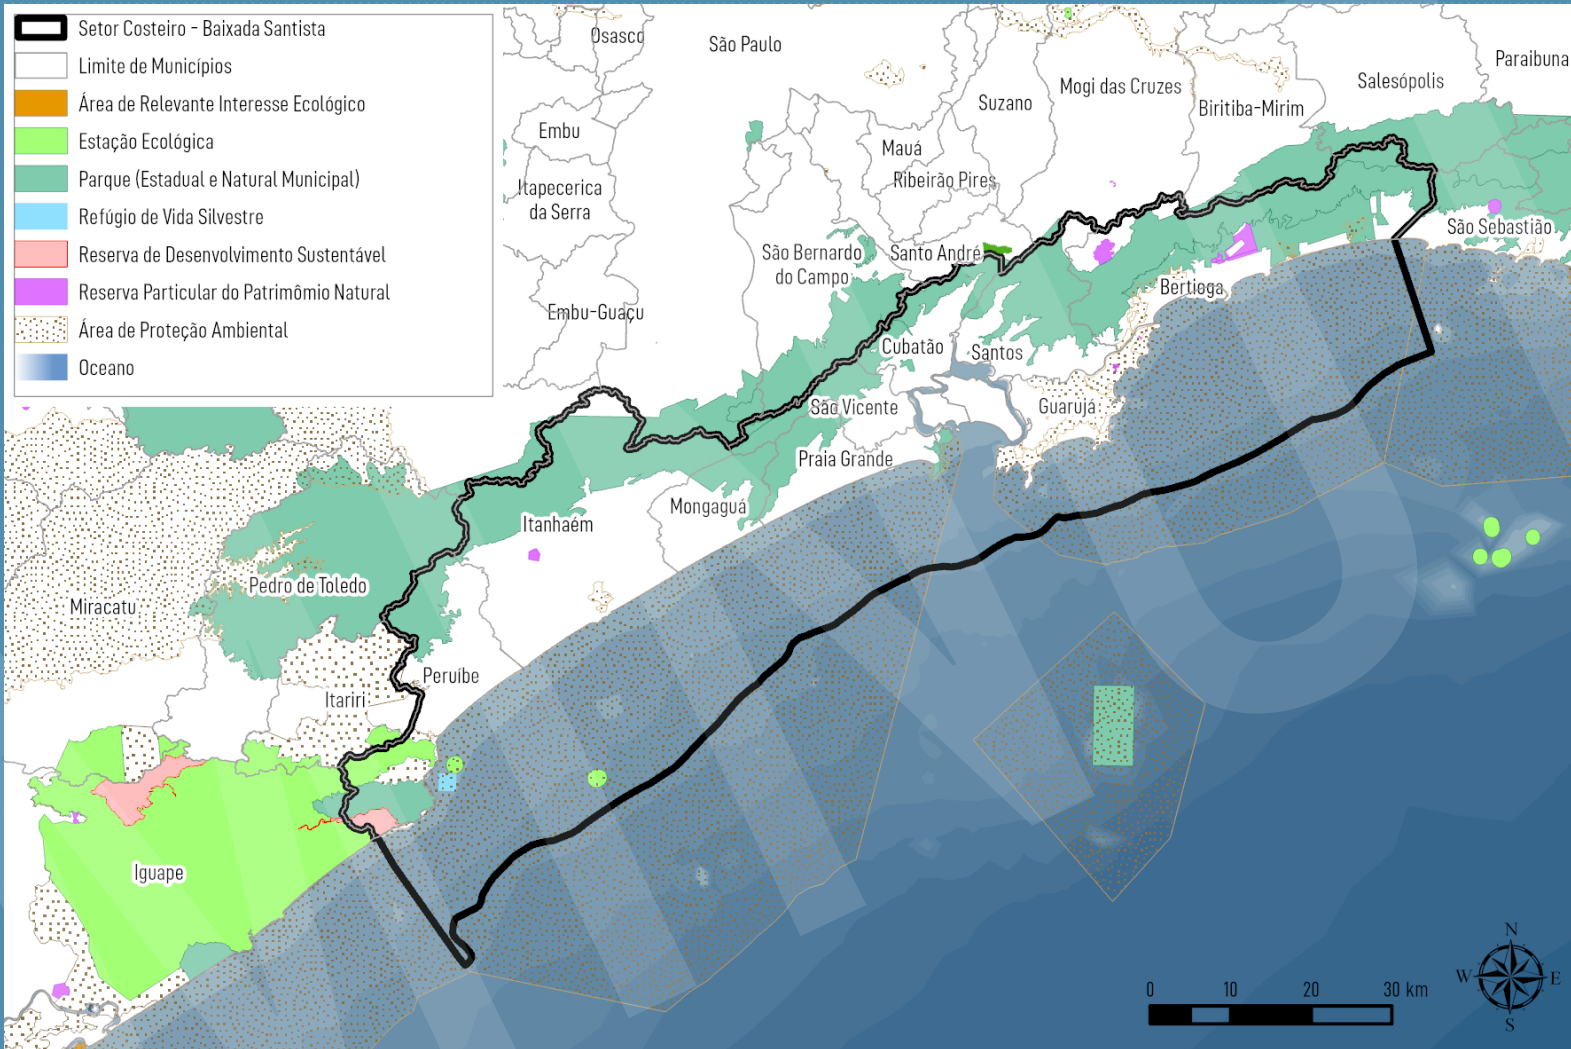 Setor Costeiro - Baixada Santista
Limite de Municípios
Área de Relevante Interesse Ecológico
Estação Ecológica
Parque (Estadual e Natural Municipal)
Refúgio de Vida Silvestre
Reserva de Desenvolvimento Sustentável
Reserva Particular do Patrimômio Natural
Área de Proteção Ambiental
Oceano
Osasco
São Paulo
Paraibuna
Salesópolis
Mogi das Cruzes
Suzano
Biritiba-Mirim
Embu
Mauá
Ribeirão Pires
Itapecerica
da Serra
São Sebastião
São Bernardo
do Campo
Santo André
Bertioga
Embu-Guaçu
Cubatão
Santos
São Vicente
Guarujá
Praia Grande
Mongaguá
Itanhaém
Pedro de Toledo
Miracatu
Peruíbe
Itariri
Iguape
N
W
E
S
0
10
20
30 km